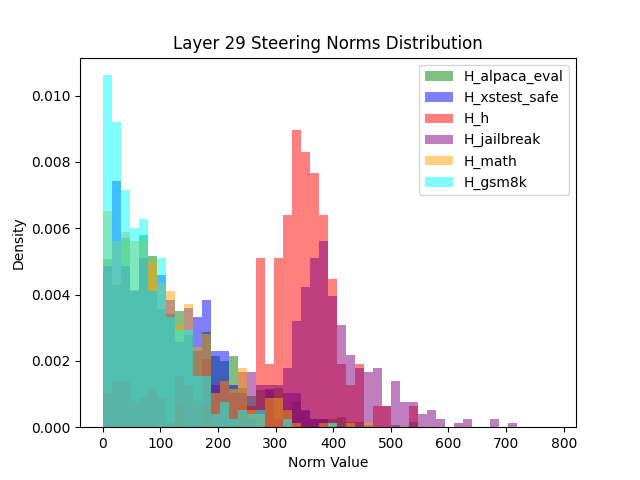 Layer 29 Steering Norms Distribution
H_alpaca_eval
H_xstest_safe
H_h
H_jailbreak
H_math
H_gsm8k
0.010
0.008
0.006
0.004
0.002
0.000
Density
0 100 200 300 400 500 600 700 800
Norm Value